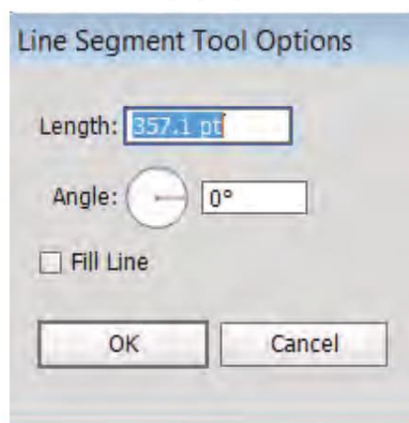 Line Segment Tool Options
Length: 357.1 pt
Angle: 0°
Fill Line
OK Cancel